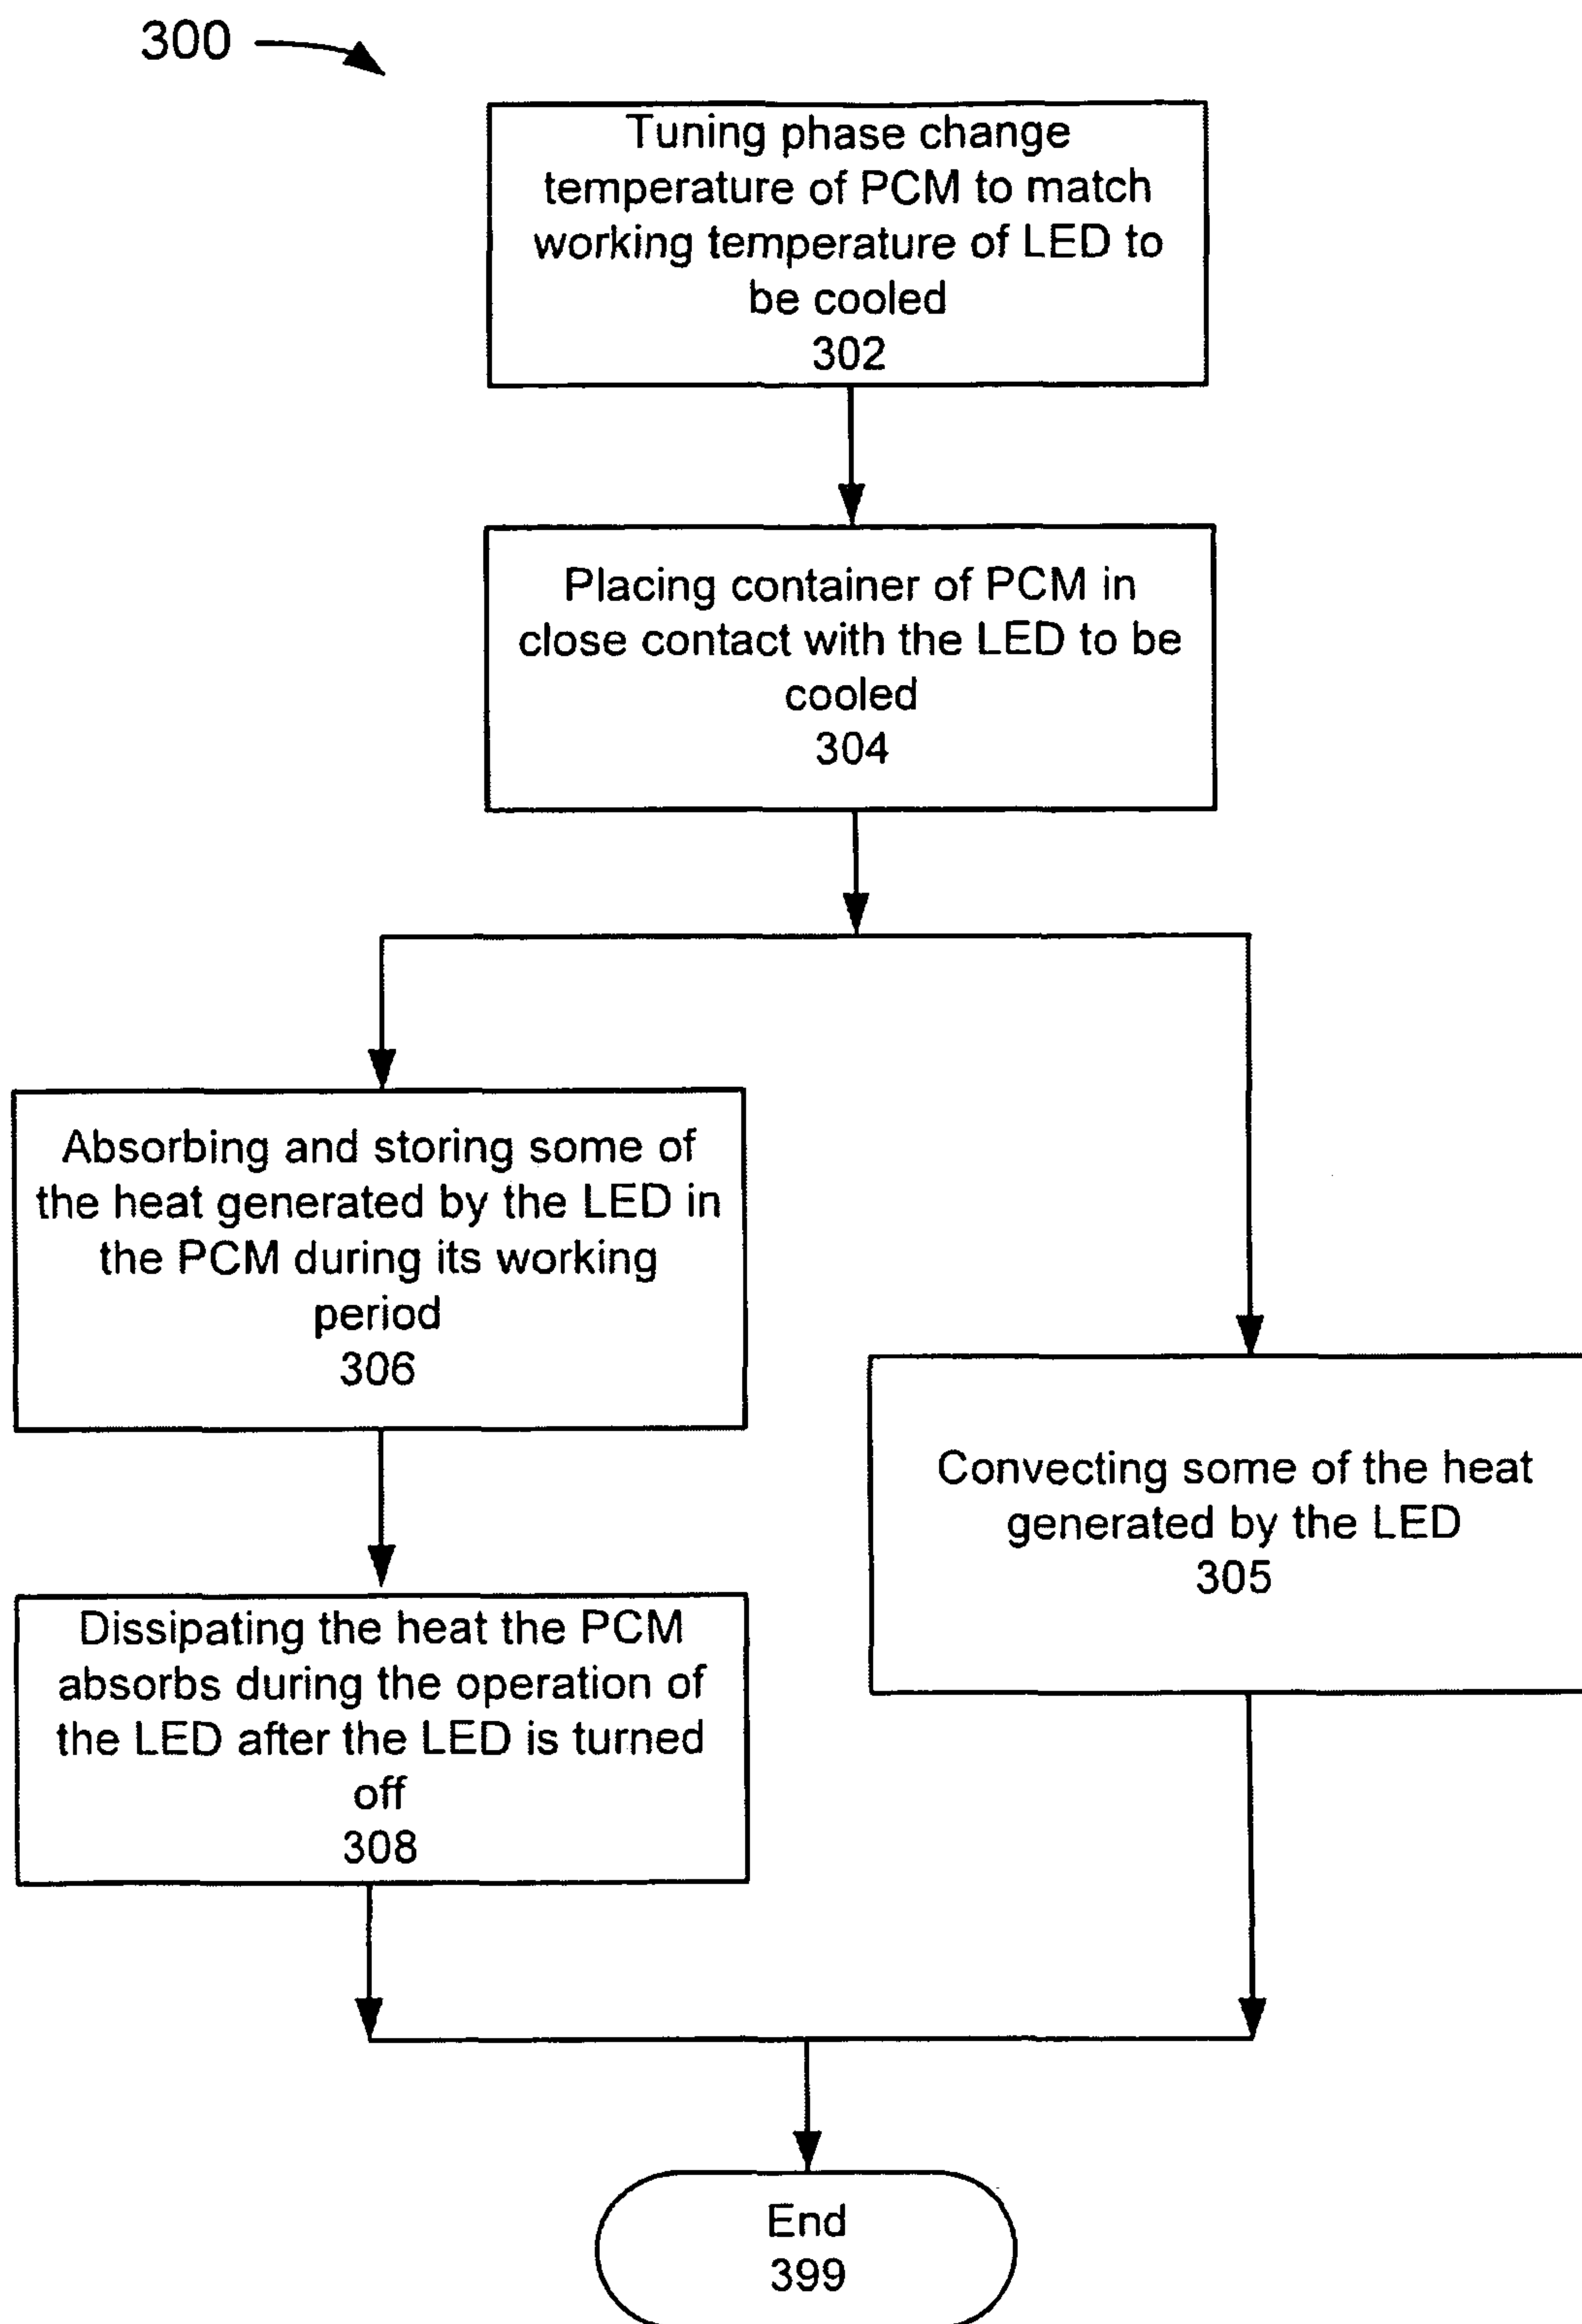 300
Tuning phase change
temperature of PCM to match
working temperature of LED to
be cooled
302
Placing container of PCM in
close contact with the LED to be
cooled
304
Absorbing and storing some of
the heat generated by the LED in
the PCM during its working
period
306
Convecting some of the heat
generated by the LED
305
Dissipating the heat the PCM
absorbs during the operation of
the LED after the LED is turned
off
308
End
399